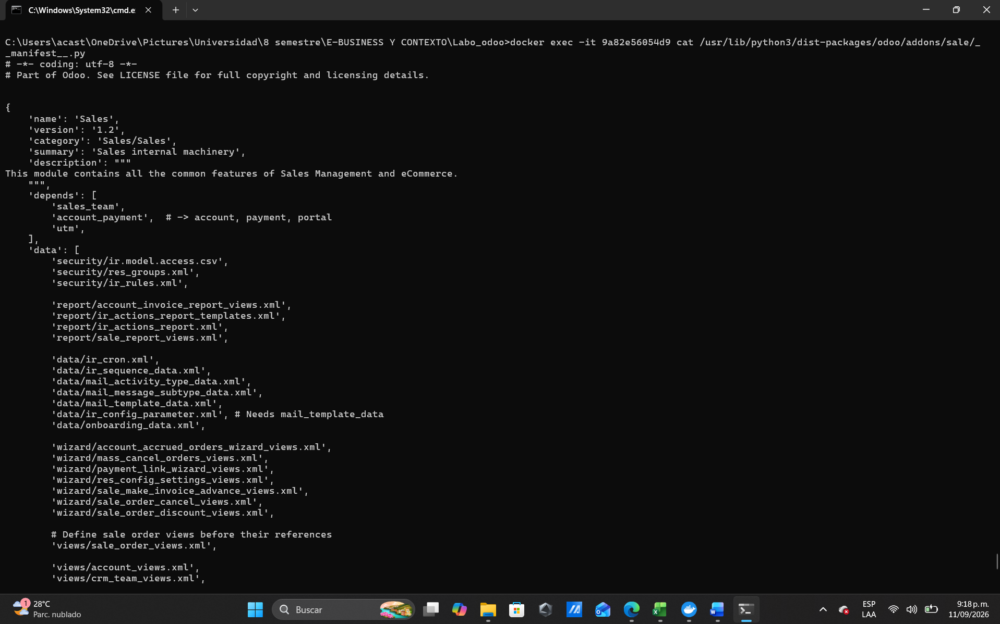 C:\Windows\System32\cmd.e
C:\Users\acast\OneDrive\Pictures\Universidad\8 semestre\E-BUSINESS Y CONTEXTO\Labo_odoo>docker exec -it 9a82e56054d9 cat /usr/lib/python3/dist-packages/odoo/addons/sale/_
_manifest__.py
# -*- coding: utf-8 -*-
# Part of Odoo. See LICENSE file for full copyright and licensing details.
{
    'name': 'Sales',
    'version': '1.2',
    'category': 'Sales/Sales',
    'summary': 'Sales internal machinery',
    'description': """
This module contains all the common features of Sales Management and eCommerce.
    """,
    'depends': [
        'sales_team',
        'account_payment',  # -> account, payment, portal
        'utm',
    ],
    'data': [
        'security/ir.model.access.csv',
        'security/res_groups.xml',
        'security/ir_rules.xml',
        'report/account_invoice_report_views.xml',
        'report/ir_actions_report_templates.xml',
        'report/ir_actions_report.xml',
        'report/sale_report_views.xml',
        'data/ir_cron.xml',
        'data/ir_sequence_data.xml',
        'data/mail_activity_type_data.xml',
        'data/mail_message_subtype_data.xml',
        'data/mail_template_data.xml',
        'data/ir_config_parameter.xml', # Needs mail_template_data
        'data/onboarding_data.xml',
        'wizard/account_accrued_orders_wizard_views.xml',
        'wizard/mass_cancel_orders_views.xml',
        'wizard/payment_link_wizard_views.xml',
        'wizard/res_config_settings_views.xml',
        'wizard/sale_make_invoice_advance_views.xml',
        'wizard/sale_order_cancel_views.xml',
        'wizard/sale_order_discount_views.xml',
        # Define sale order views before their references
        'views/sale_order_views.xml',
        'views/account_views.xml',
        'views/crm_team_views.xml',
1
28°C
Parc. nublado
Buscar
ESP
LAA
9:18 p. m.
11/09/2026